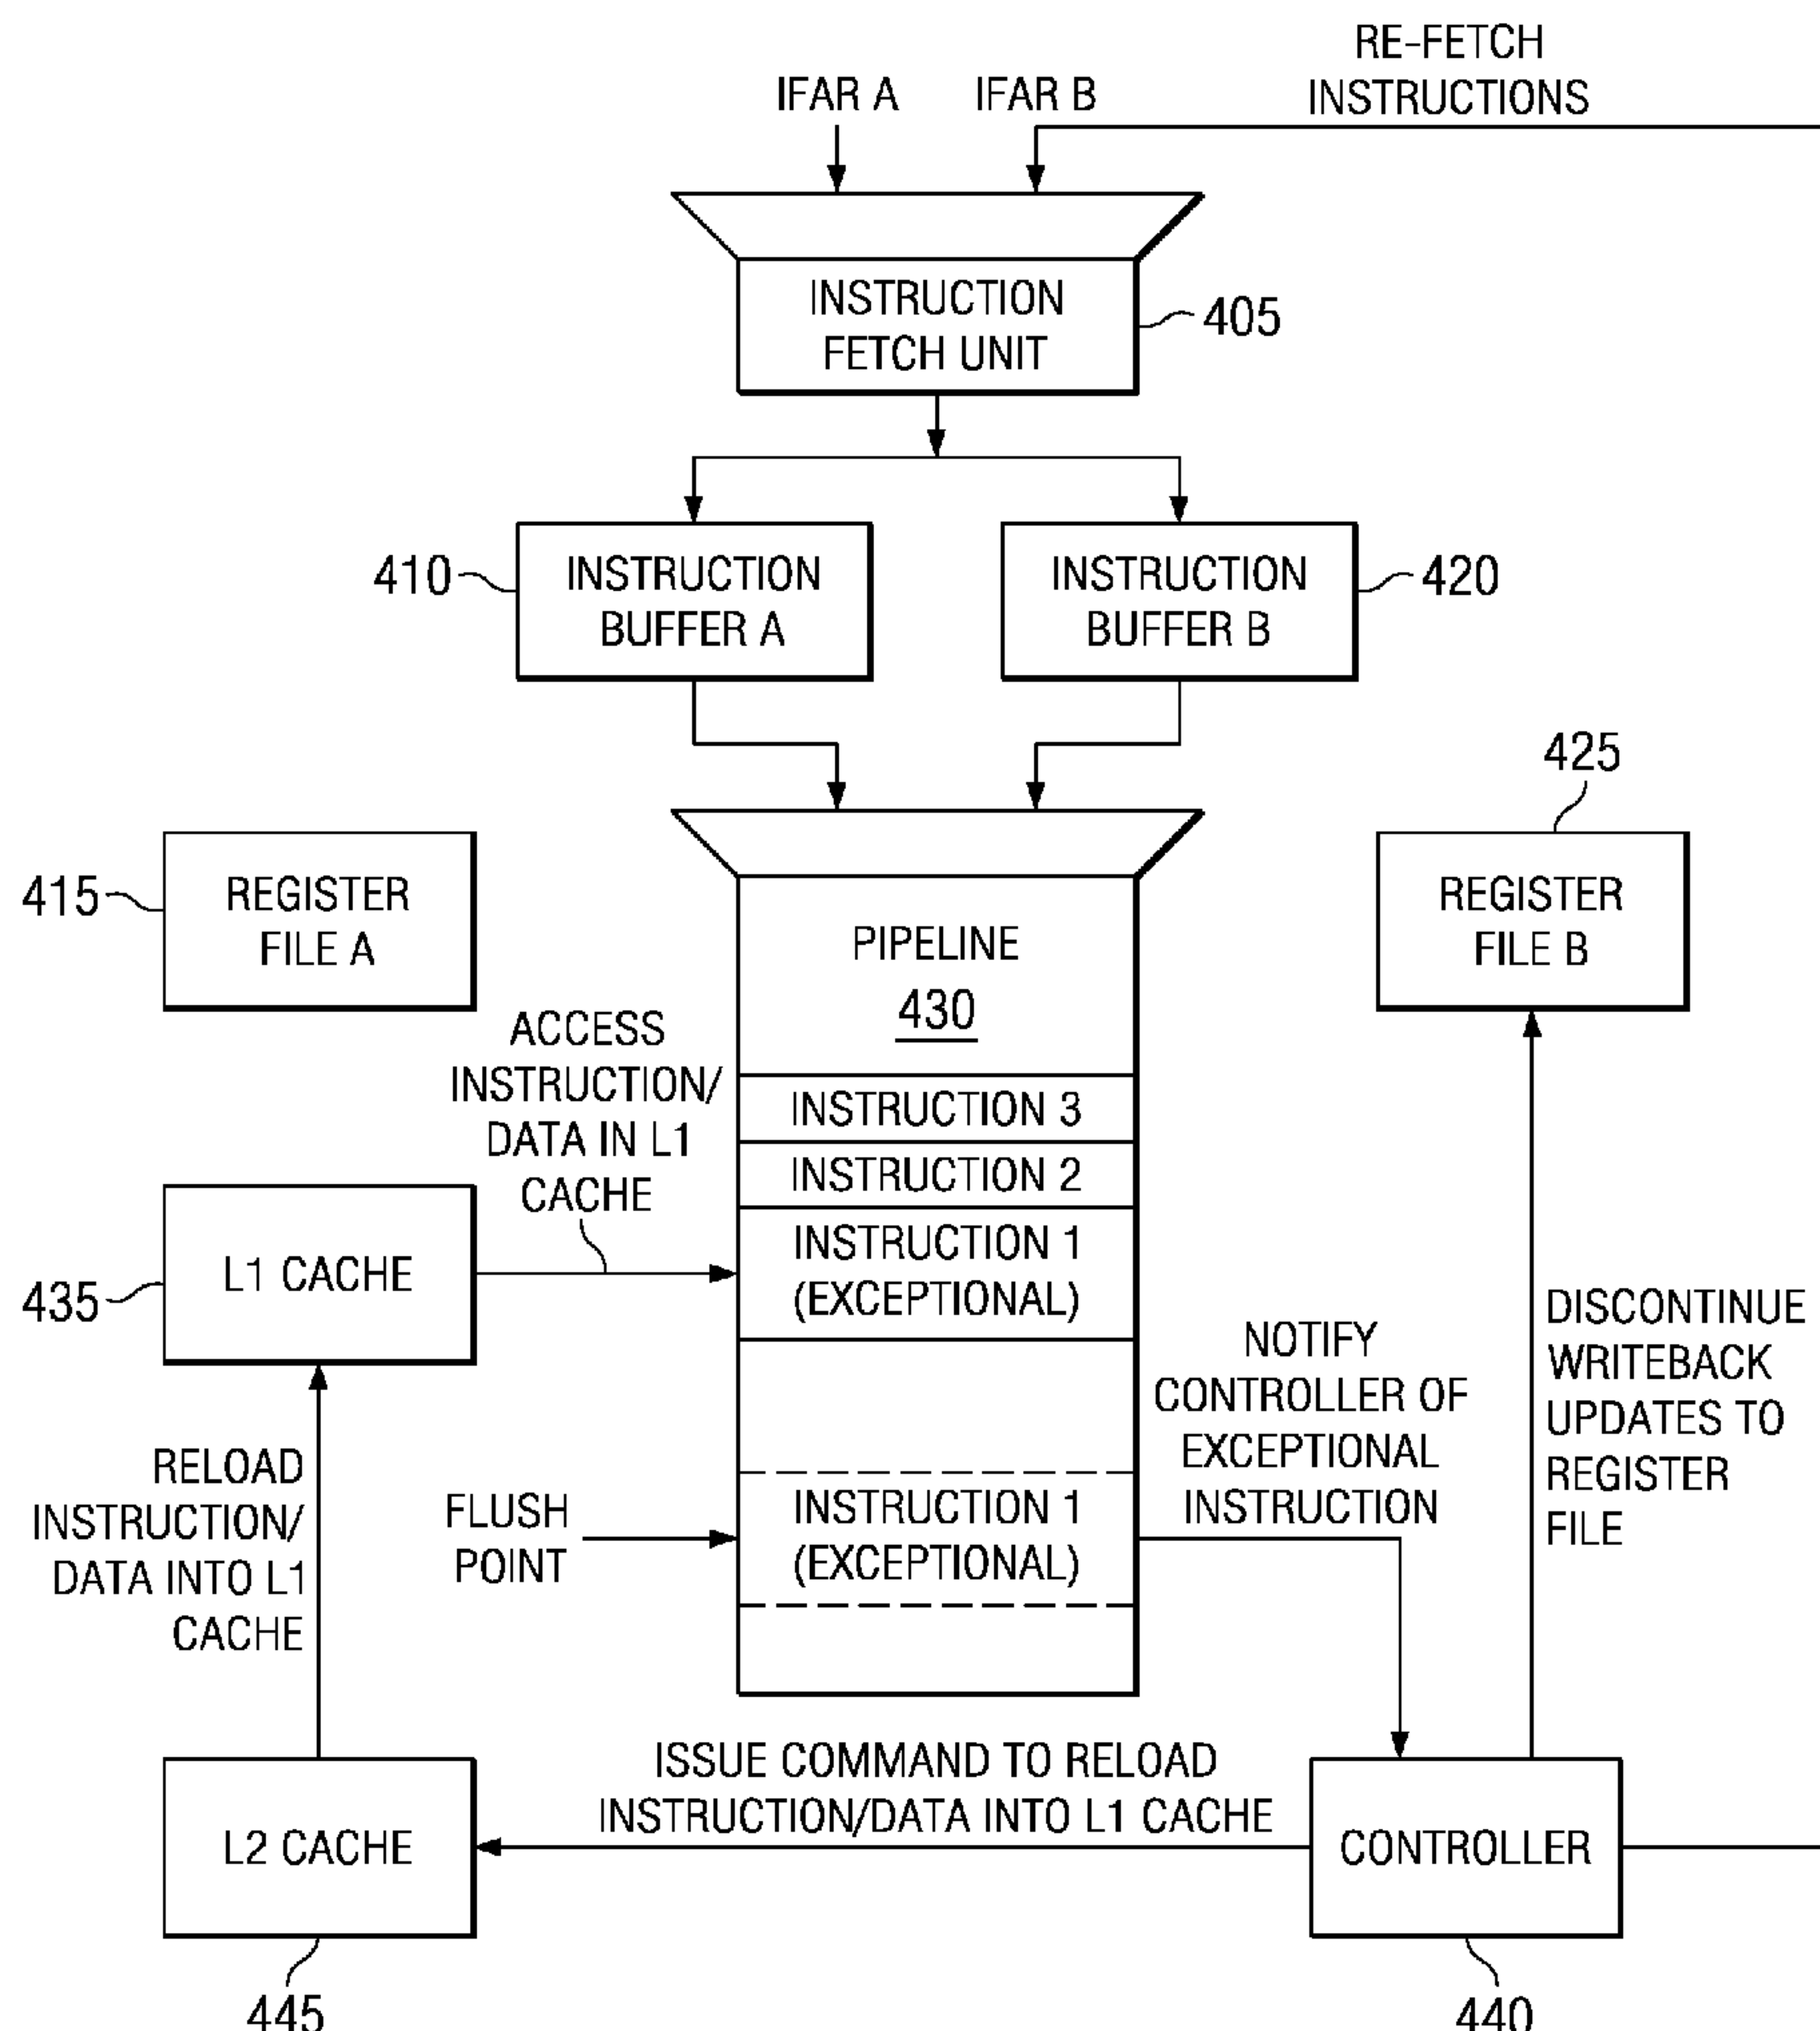 RE-FETCH
INSTRUCTIONS
IFAR A
IFAR B
INSTRUCTION
FETCH UNIT
405
410
INSTRUCTION
BUFFER A
INSTRUCTION
BUFFER B
420
425
415
REGISTER
FILE A
PIPELINE
430
REGISTER
FILE B
ACCESS
INSTRUCTION/
DATA IN L1
CACHE
INSTRUCTION 3
INSTRUCTION 2
INSTRUCTION 1
(EXCEPTIONAL)
L1 CACHE
435
NOTIFY
CONTROLLER OF
EXCEPTIONAL
INSTRUCTION
DISCONTINUE
WRITEBACK
UPDATES TO
REGISTER
FILE
RELOAD
INSTRUCTION/
DATA INTO L1
CACHE
FLUSH
POINT
INSTRUCTION 1
(EXCEPTIONAL)
ISSUE COMMAND TO RELOAD
INSTRUCTION/DATA INTO L1 CACHE
L2 CACHE
CONTROLLER
445
440